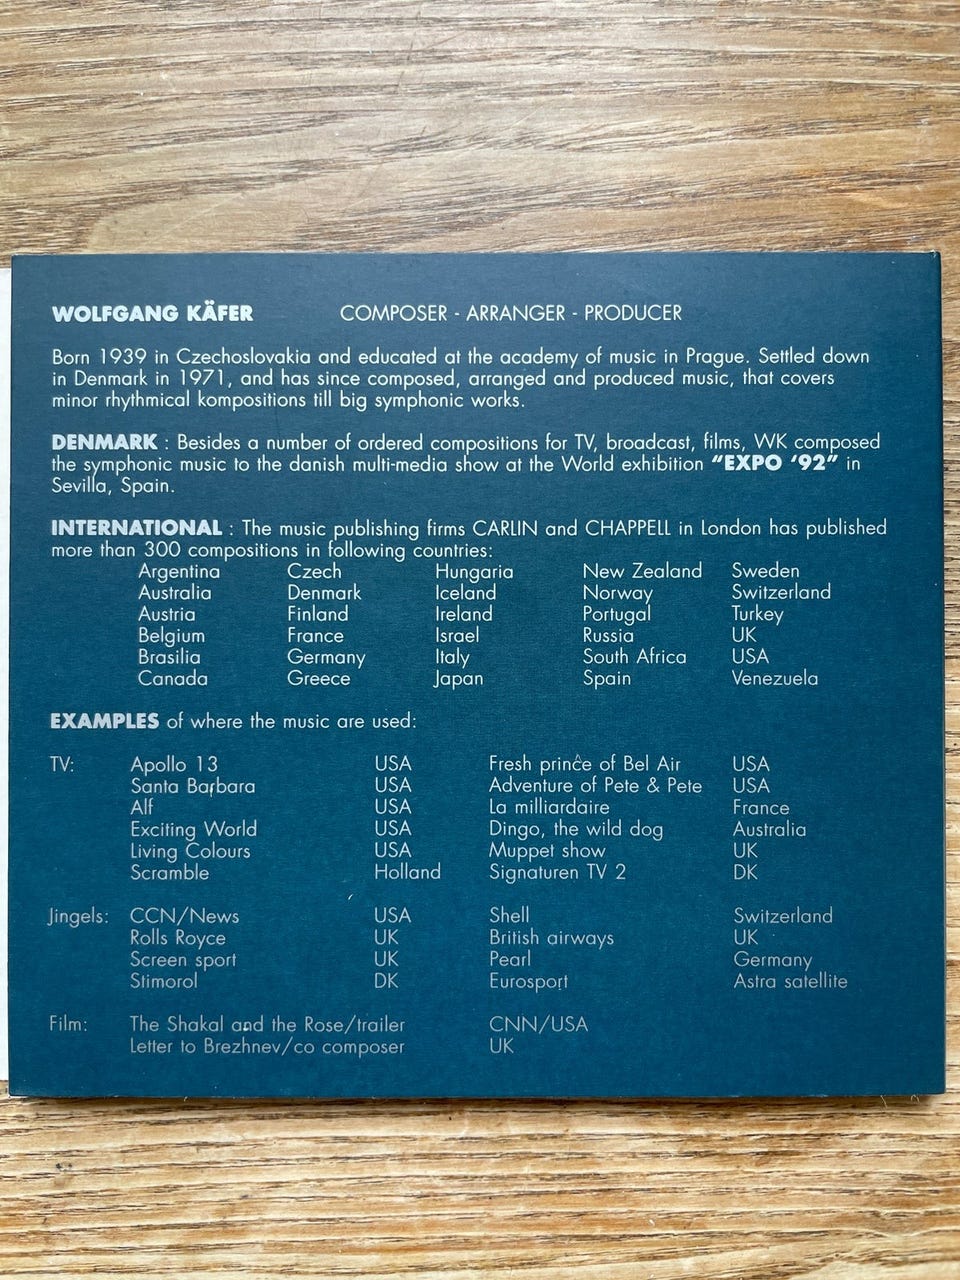 WOLFGANG KÄFER COMPOSER - ARRANGER - PRODUCER
Born 1939 in Czechoslovakia and educated at the academy of music in Prague. Settled down
in Denmark in 1971, and has since composed, arranged and produced music, that covers
minor rhythmical kompositions till big symphonic works.
DENMARK : Besides a number of ordered compositions for TV, broadcast, films, WK composed
the symphonic music to the danish multi-media show at the World exhibition "EXPO '92" in
Sevilla, Spain.
INTERNATIONAL : The music publishing firms CARLIN and CHAPPELL in London has published
more than 300 compositions in following countries:
Argentina Czech Hungaria New Zealand Sweden
Australia Denmark Iceland Norway Switzerland
Austria Finland Ireland Portugal Turkey
Belgium France Israel Russia UK
Brasilia Germany Italy South Africa USA
Canada Greece Japan Spain Venezuela
EXAMPLES of where the music are used:
TV: Apollo 13 USA Fresh prince of Bel Air USA
Santa Barbara USA Adventure of Pete & Pete USA
Alf USA La milliardaire France
Exciting World USA Dingo, the wild dog Australia
Living Colours USA Muppet show UK
Scramble Holland Signaturen TV 2 DK
Jingels: CCN/News USA Shell Switzerland
Rolls Royce UK British airways UK
Screen sport UK Pearl Germany
Stimorol DK Eurosport Astra satellite
Film: The Shakal and the Rose/trailer CNN/USA
Letter to Brezhnev/co composer UK